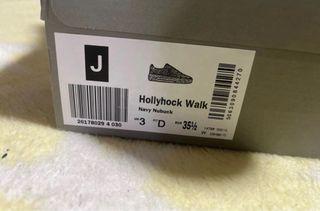 J
Hollyhock Walk
Navy Nubuck
3 D 35½
26178029 4 030